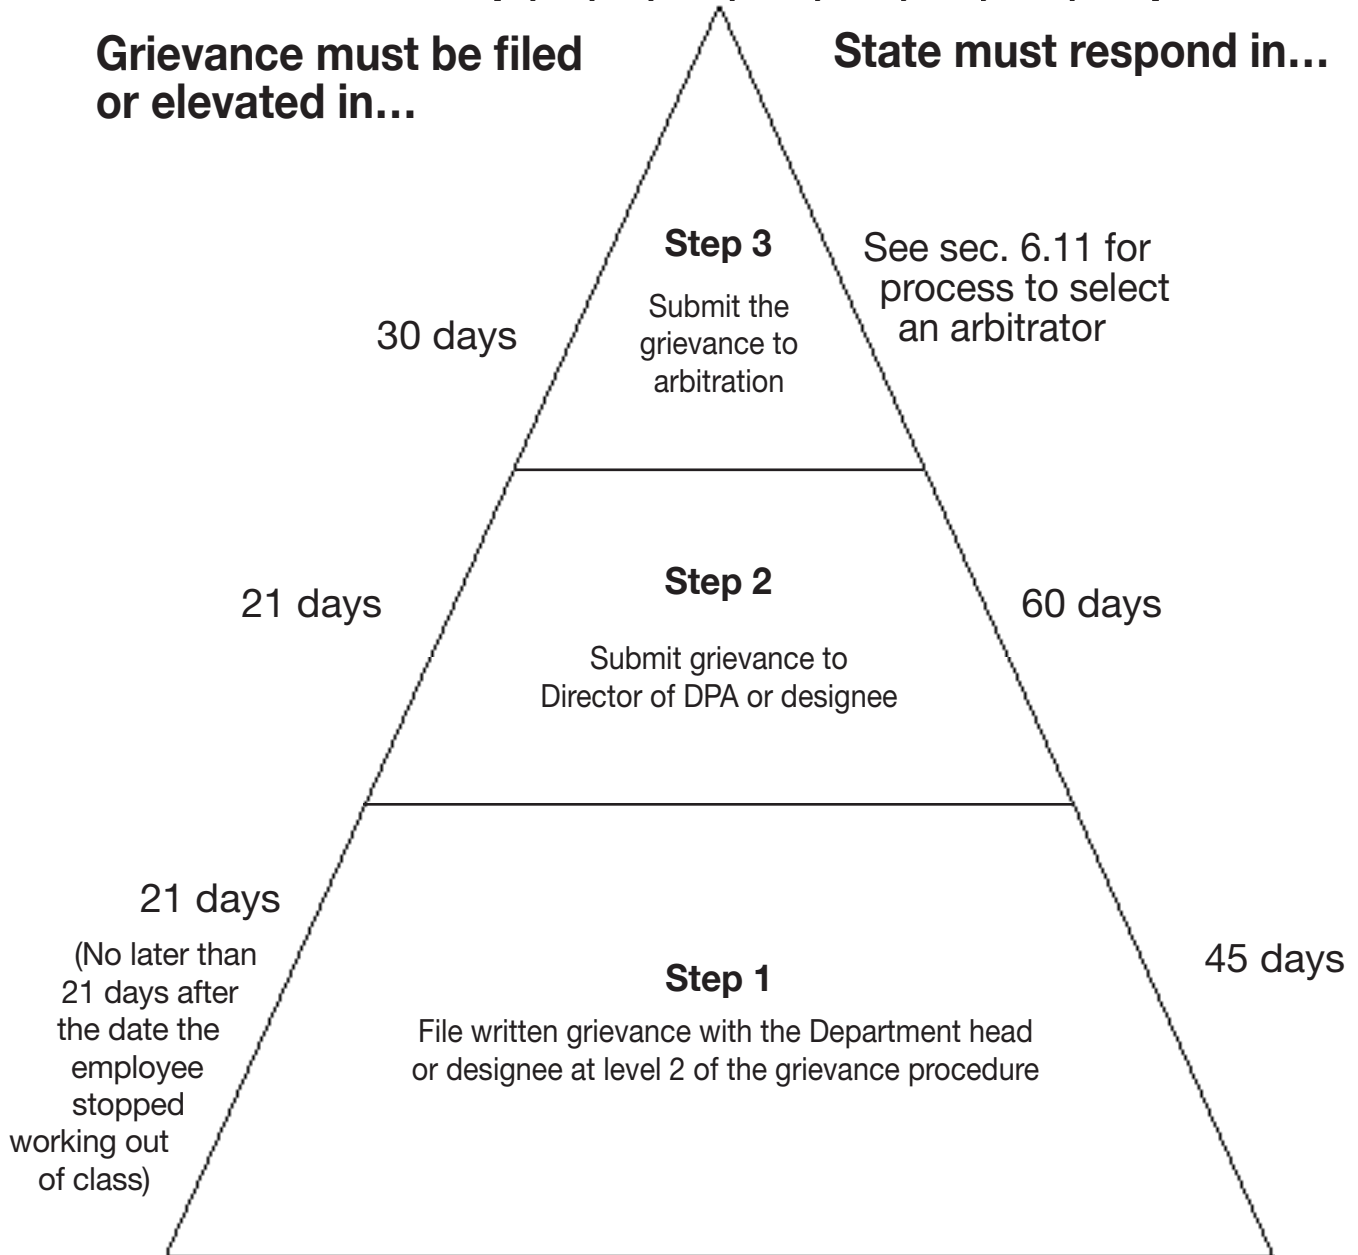 Grievance must be filed
or elevated in...
State must respond in...
Step 3
Submit the
grievance to
arbitration
30 days
See sec. 6.11 for
process to select
an arbitrator
Step 2
Submit grievance to
Director of DPA or designee
21 days
60 days
21 days
(No later than
21 days after
the date the
employee
stopped
working out
of class)
Step 1
File written grievance with the Department head
or designee at level 2 of the grievance procedure
45 days